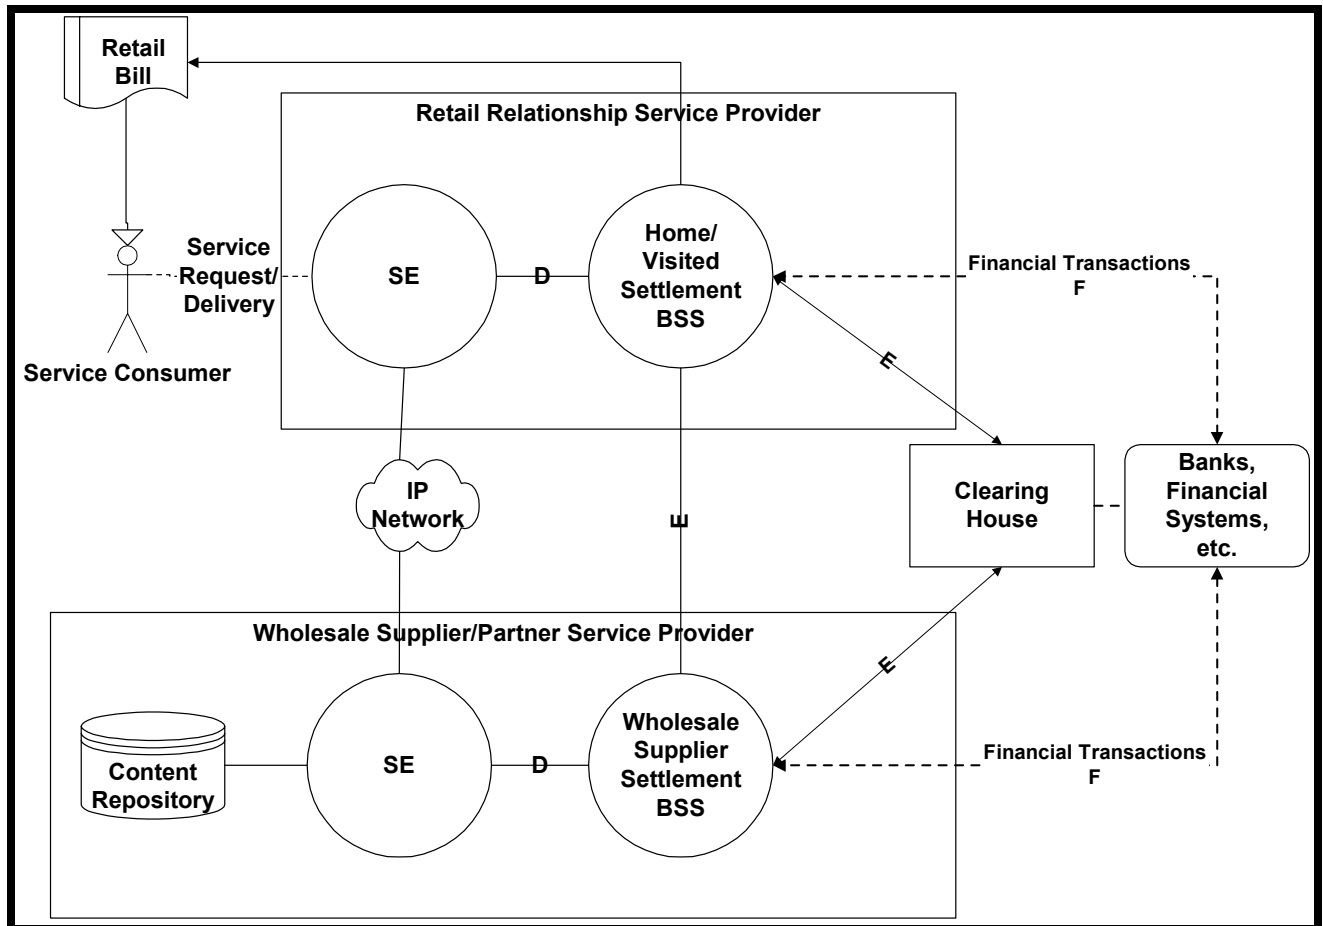 Retail
Bill
Retail Relationship Service Provider
Service
Request/
Delivery
SE
D
Home/
Visited
Settlement
BSS
Financial Transactions
F
Service Consumer
E
IP
Network
E
Clearing
House
Banks,
Financial
Systems,
etc.
Wholesale Supplier/Partner Service Provider
E
Content
Repository
SE
D
Wholesale
Supplier
Settlement
BSS
Financial Transactions
F